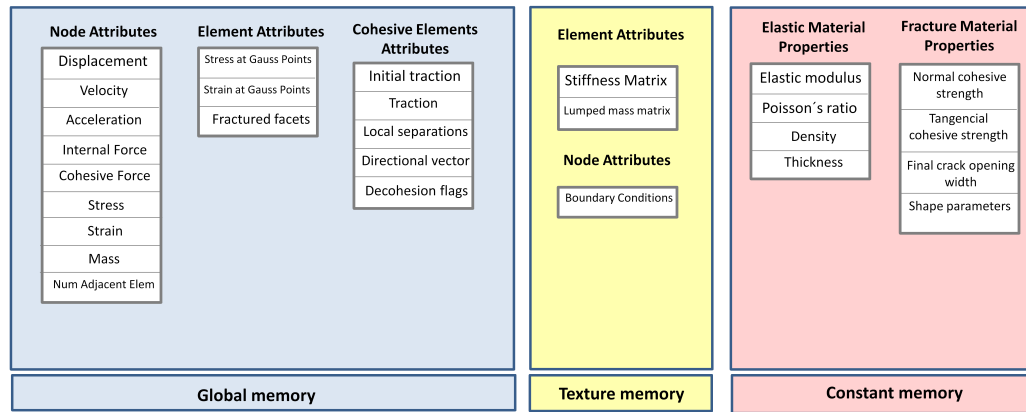 Node Attributes
Displacement
Velocity
Acceleration
Internal Force
Cohesive Force
Stress
Strain
Mass
Num Adjacent Elem
Element Attributes
Stress at Gauss Points
Strain at Gauss Points
Fractured facets
Cohesive Elements
Attributes
Initial traction
Traction
Local separations
Directional vector
Decohesion flags
Global memory
Element Attributes
Stiffness Matrix
Lumped mass matrix
Node Attributes
Boundary Conditions
Texture memory
Elastic Material
Properties
Elastic modulus
Poisson´s ratio
Density
Thickness
Fracture Material
Properties
Normal cohesive
strength
Tangencial
cohesive strength
Final crack opening
width
Shape parameters
Constant memory